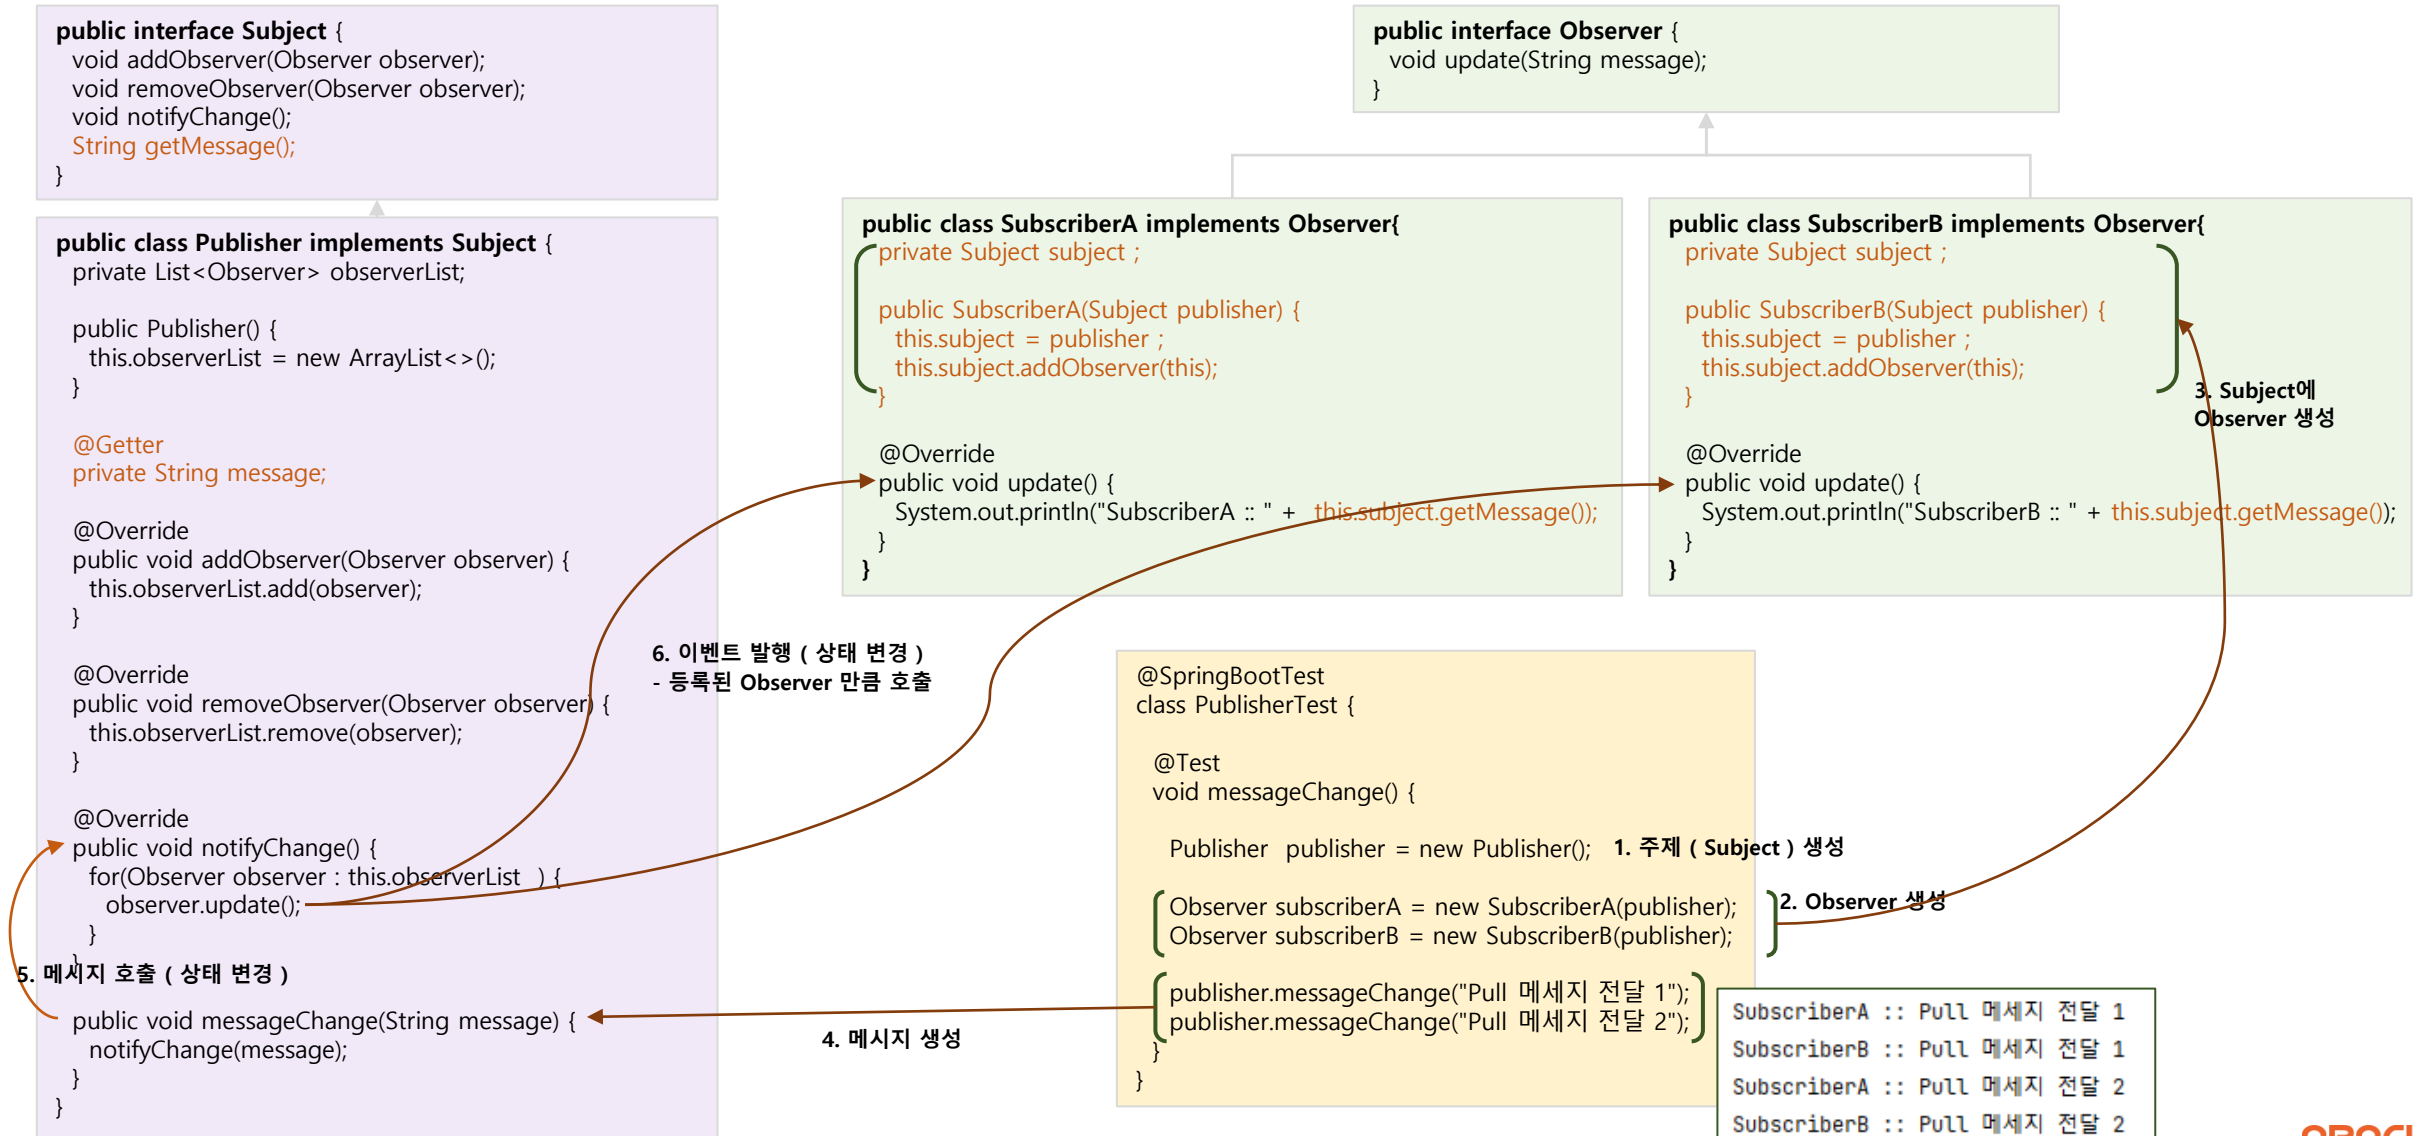 public interface Subject {
void addObserver(Observer observer);
void removeObserver(Observer observer);
void notifyChange();
String getMessage();
}
public class Publisher implements Subject {
private List<Observer> observerList;
public Publisher() {
this.observerList = new ArrayList<>();
}
@Getter
private String message;
@Override
public void addObserver(Observer observer) {
this.observerList.add(observer);
}
@Override
public void removeObserver(Observer observer) {
this.observerList.remove(observer);
}
@Override
public void notifyChange() {
for(Observer observer : this.observerList ) {
observer.update();
}
}
5. 메시지 호출 ( 상태 변경 )
public void messageChange(String message) {
notifyChange(message);
}
}
public interface Observer {
void update(String message);
}
public class SubscriberA implements Observer{
private Subject subject ;
public SubscriberA(Subject publisher) {
this.subject = publisher ;
this.subject.addObserver(this);
}
@Override
public void update() {
System.out.println("SubscriberA :: " + this.subject.getMessage());
}
}
public class SubscriberB implements Observer{
private Subject subject ;
public SubscriberB(Subject publisher) {
this.subject = publisher ;
this.subject.addObserver(this);
}
@Override
public void update() {
System.out.println("SubscriberB :: " + this.subject.getMessage());
}
}
3. Subject에
Observer 생성
6. 이벤트 발행 ( 상태 변경 )
- 등록된 Observer 만큼 호출
@SpringBootTest
class PublisherTest {
@Test
void messageChange() {
Publisher publisher = new Publisher(); 1. 주제 ( Subject ) 생성
Observer subscriberA = new SubscriberA(publisher);
Observer subscriberB = new SubscriberB(publisher);
2. Observer 생성
publisher.messageChange("Pull 메세지 전달 1");
publisher.messageChange("Pull 메세지 전달 2");
}
}
4. 메시지 생성
SubscriberA :: Pull 메세지 전달 1
SubscriberB :: Pull 메세지 전달 1
SubscriberA :: Pull 메세지 전달 2
SubscriberB :: Pull 메세지 전달 2